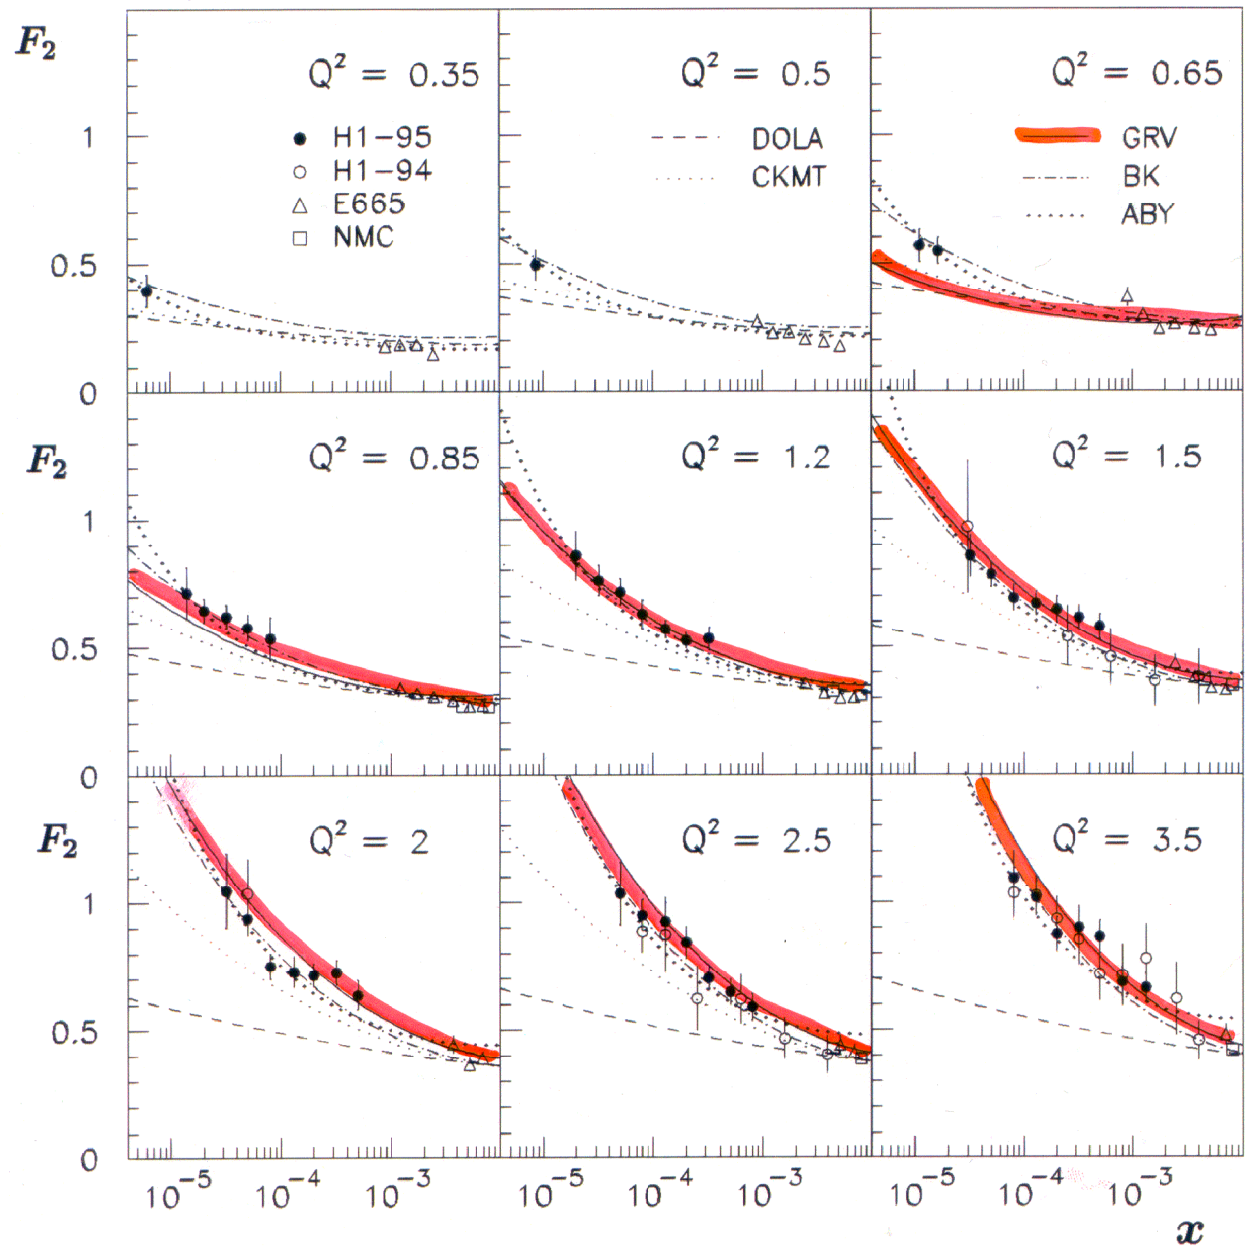 F₂
Q² = 0.35
Q² = 0.5
Q² = 0.65
H1-95
H1-94
E665
NMC
DOLA
CKMT
GRV
BK
ABY
1
0.5
0
F₂
Q² = 0.85
Q² = 1.2
Q² = 1.5
1
0.5
0
F₂
Q² = 2
Q² = 2.5
Q² = 3.5
1
0.5
0
10⁻⁵ 10⁻⁴ 10⁻³
10⁻⁵ 10⁻⁴ 10⁻³
10⁻⁵ 10⁻⁴ 10⁻³
x